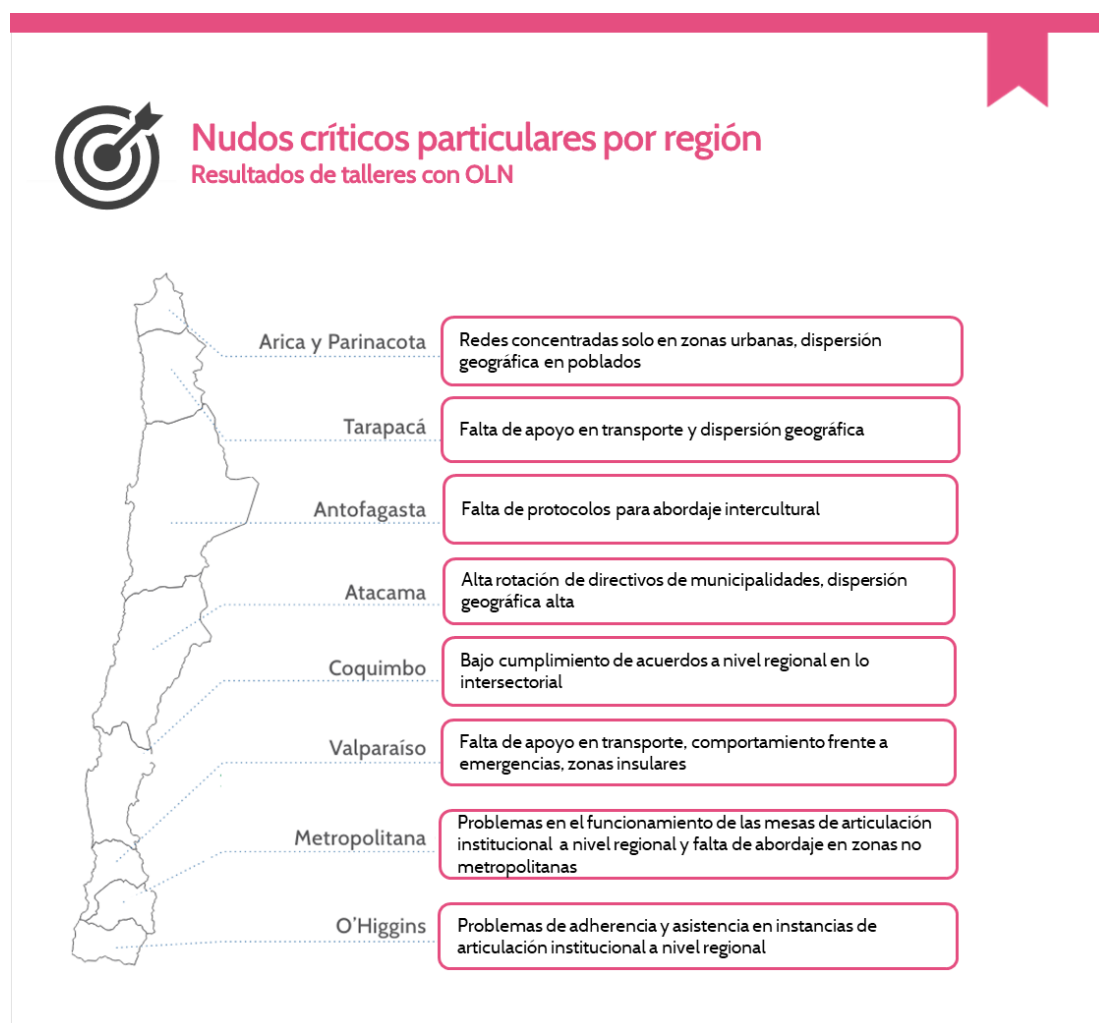 Nudos críticos particulares por región
Resultados de talleres con OLN
Arica y Parinacota
Redes concentradas solo en zonas urbanas, dispersión
geográfica en poblados
Tarapacá
Falta de apoyo en transporte y dispersión geográfica
Antofagasta
Falta de protocolos para abordaje intercultural
Atacama
Alta rotación de directivos de municipalidades, dispersión
geográfica alta
Coquimbo
Bajo cumplimiento de acuerdos a nivel regional en lo
intersectorial
Valparaíso
Falta de apoyo en transporte, comportamiento frente a
emergencias, zonas insulares
Metropolitana
Problemas en el funcionamiento de las mesas de articulación
institucional a nivel regional y falta de abordaje en zonas no
metropolitanas
O'Higgins
Problemas de adherencia y asistencia en instancias de
articulación institucional a nivel regional